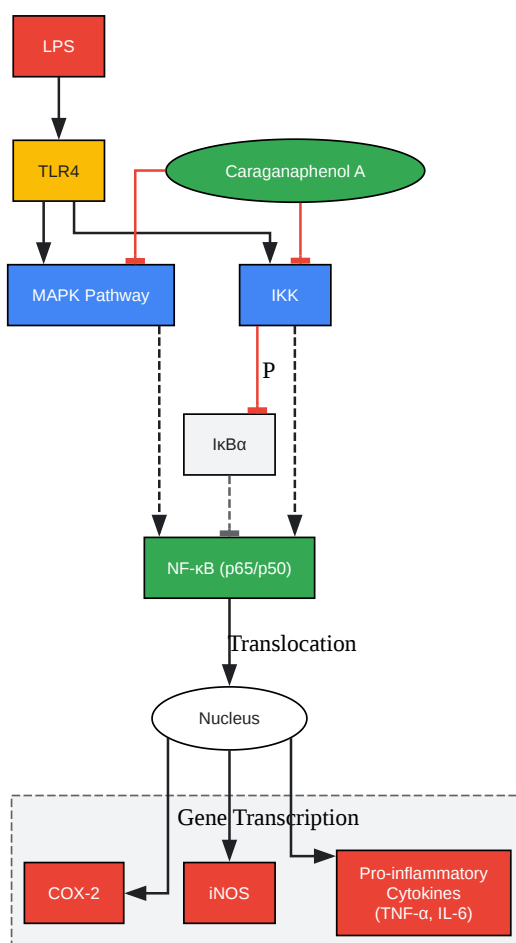 LPS
TLR4
Caraganaphenol A
MAPK Pathway
IKK
P
IκBα
NF-κB (p65/p50)
Translocation
Nucleus
Gene Transcription
COX-2
iNOS
Pro-inflammatory
Cytokines
(TNF-α, IL-6)